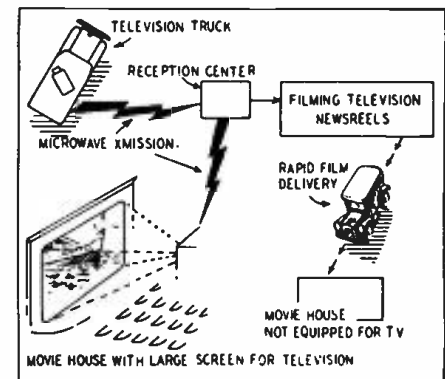 TELEVISION TRUCK
RECEPTION CENTER
FILMING TELEVISION
NEWSREELS
MICROWAVE XMISSION.
RAPID FILM
DELIVERY
MOVIE HOUSE
NOT EQUIPPED FOR TV
MOVIE HOUSE WITH LARGE SCREEN FOR TELEVISION